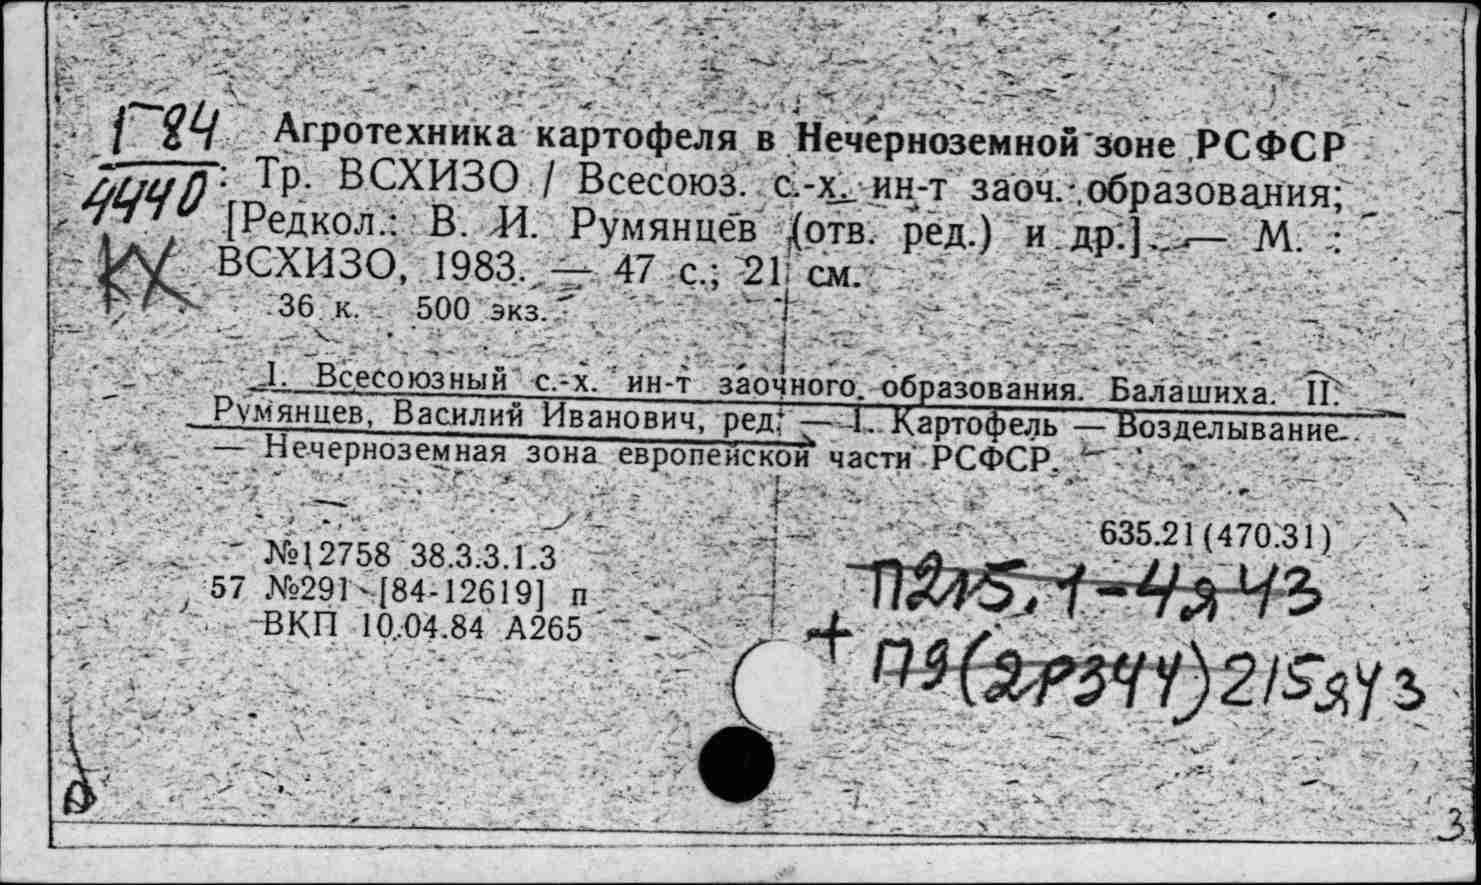 Г84 Агротехника картофеля в Нечерноземной зоне РСФСР
4440 : Тр. ВСХИЗО / Всесоюз. с.-х. ин-т заоч. образования;
[Редкол.: В. И. Румянцев (отв. ред.) и др.]. — М. :
КХ ВСХИЗО, 1983. — 47 с.; 21 см.
36 к. 500 экз.
I. Всесоюзный с.-х. ин-т заочного образования. Балашиха. II.
Румянцев, Василий Иванович, ред. — 1. Картофель — Возделывание
— Нечерноземная зона европейской части РСФСР.
635.21(470.31)
№12758 38.3.3.1.3
57 №291 [84-12619] п
ВКП 10.04.84 А265
П215.1-4я43
+ П9(2Р344)215я43
3